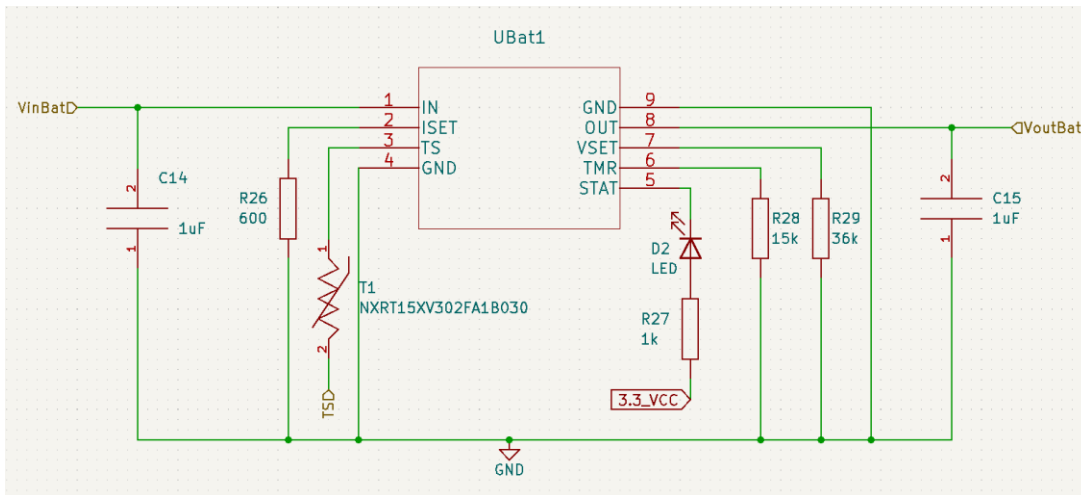 UBat1
VinBat
1
IN
2
ISET
3
TS
4
GND
GND
9
OUT
8
VSET
7
TMR
6
STAT
5
VoutBat
C14
2
1uF
1
R26
600
1
T1
NXRT15XV302FA1B030
2
TSD
D2
LED
R27
1k
3.3_VCC
R28
15k
R29
36k
C15
2
1uF
1
GND